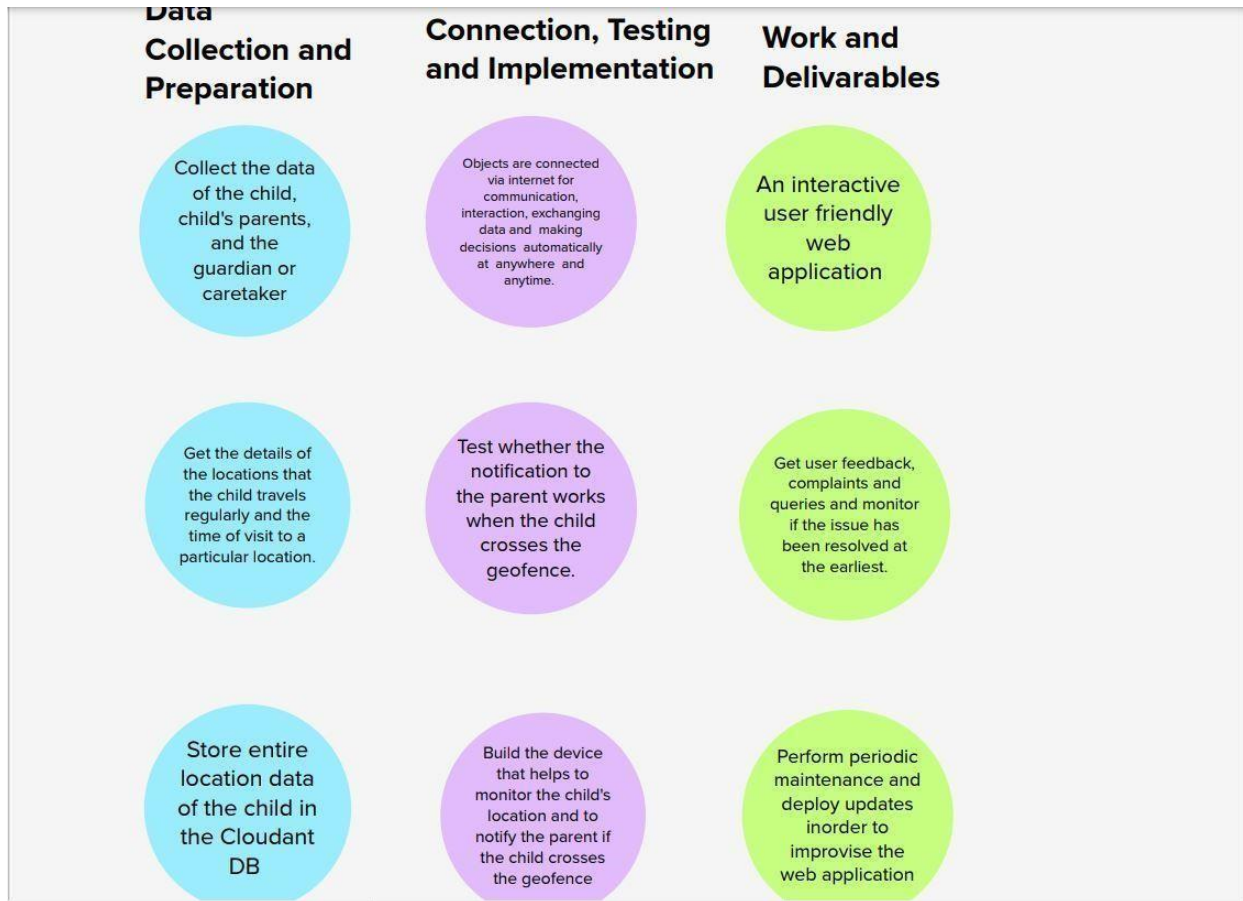 Data
Collection and
Preparation
Connection, Testing
and Implementation
Work and
Delivarables
Collect the data
of the child,
child's parents,
and the
guardian or
caretaker
Objects are connected
via internet for
communication,
interaction, exchanging
data and making
decisions automatically
at anywhere and
anytime.
An interactive
user friendly
web
application
Get the details of
the locations that
the child travels
regularly and the
time of visit to a
particular location.
Test whether the
notification to
the parent works
when the child
crosses the
geofence.
Get user feedback,
complaints and
queries and monitor
if the issue has
been resolved at
the earliest.
Store entire
location data
of the child in
the Cloudant
DB
Build the device
that helps to
monitor the child's
location and to
notify the parent if
the child crosses
the geofence
Perform periodic
maintenance and
deploy updates
inorder to
improvise the
web application